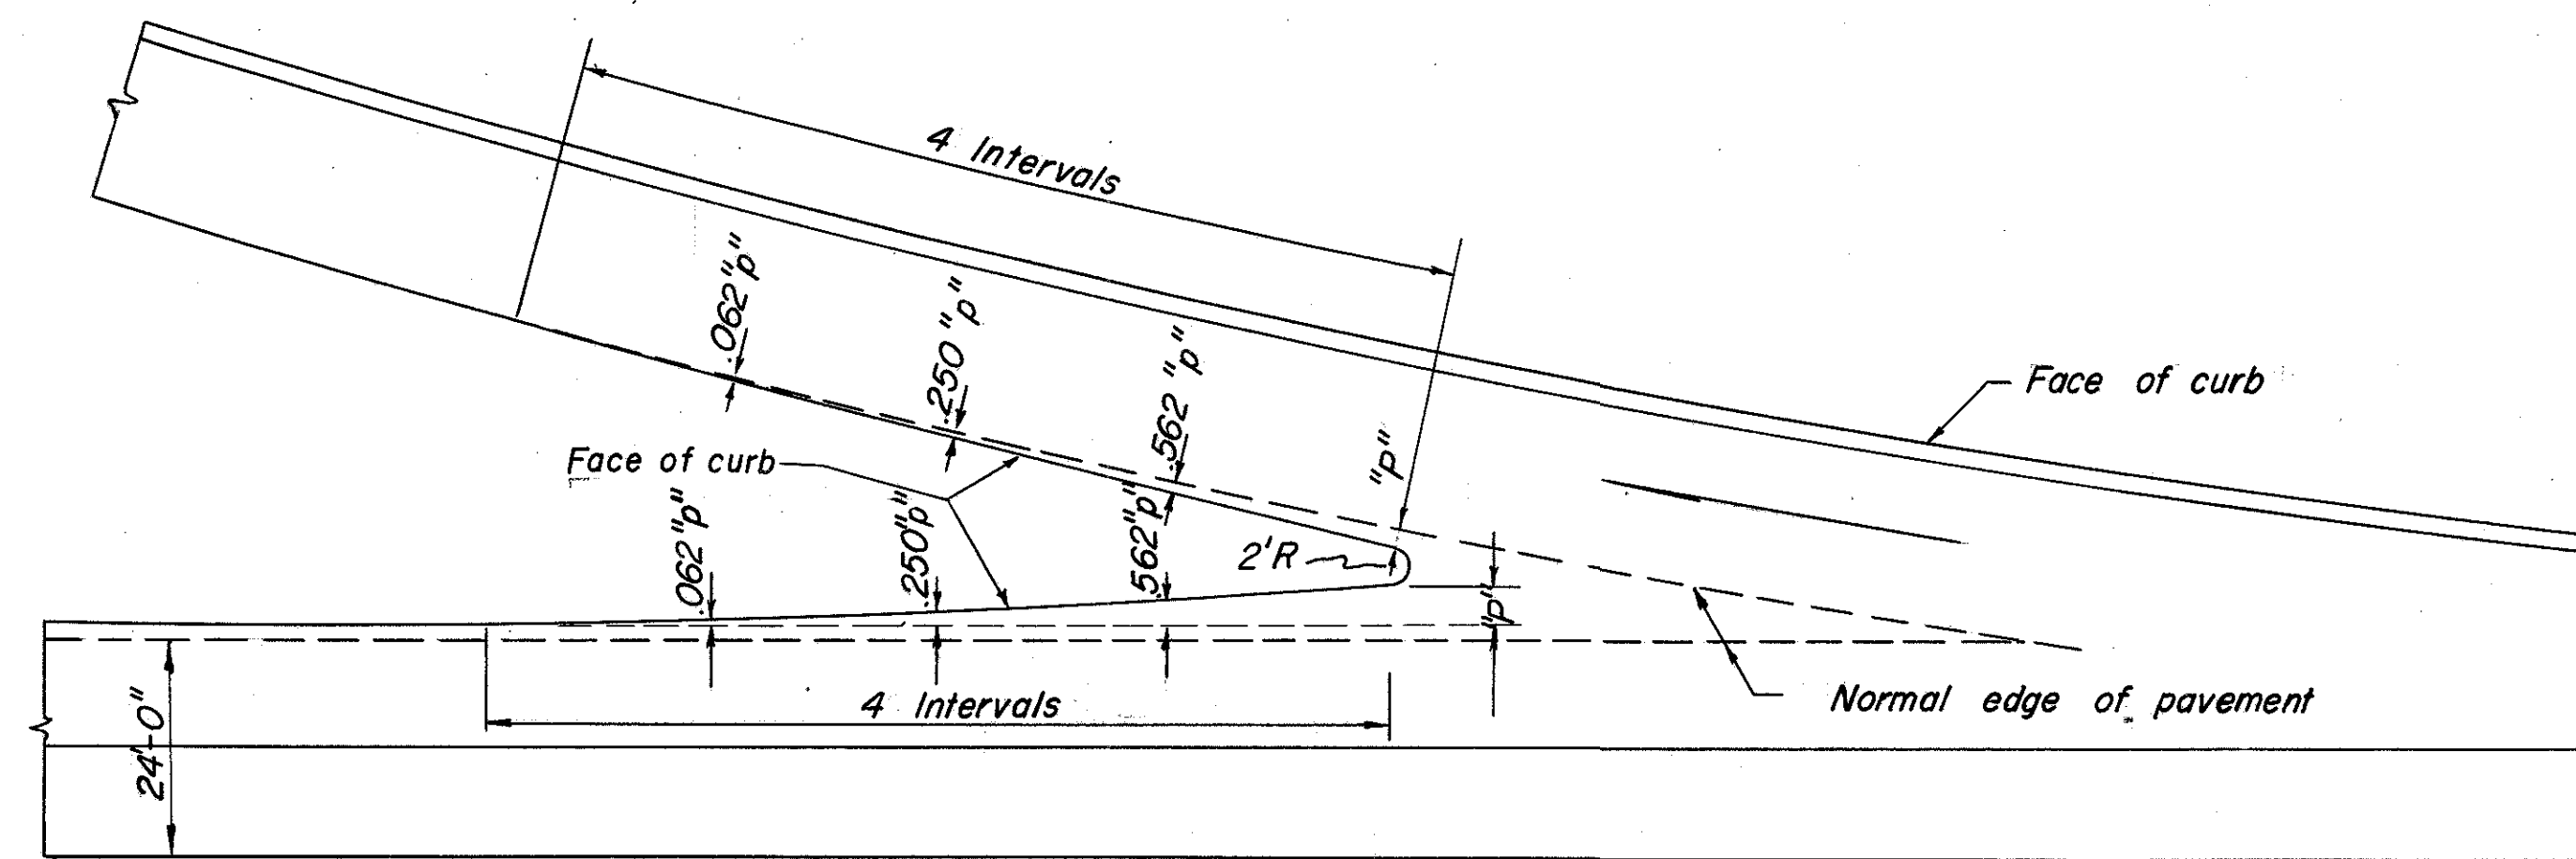 4 Intervals
.062 "p"
.250 "p"
.562 "p"
"p"
Face of curb
Face of curb
.062 "p"
.250 "p"
.562 "p"
2'R
"p"
4 Intervals
Normal edge of pavement
24'-0"